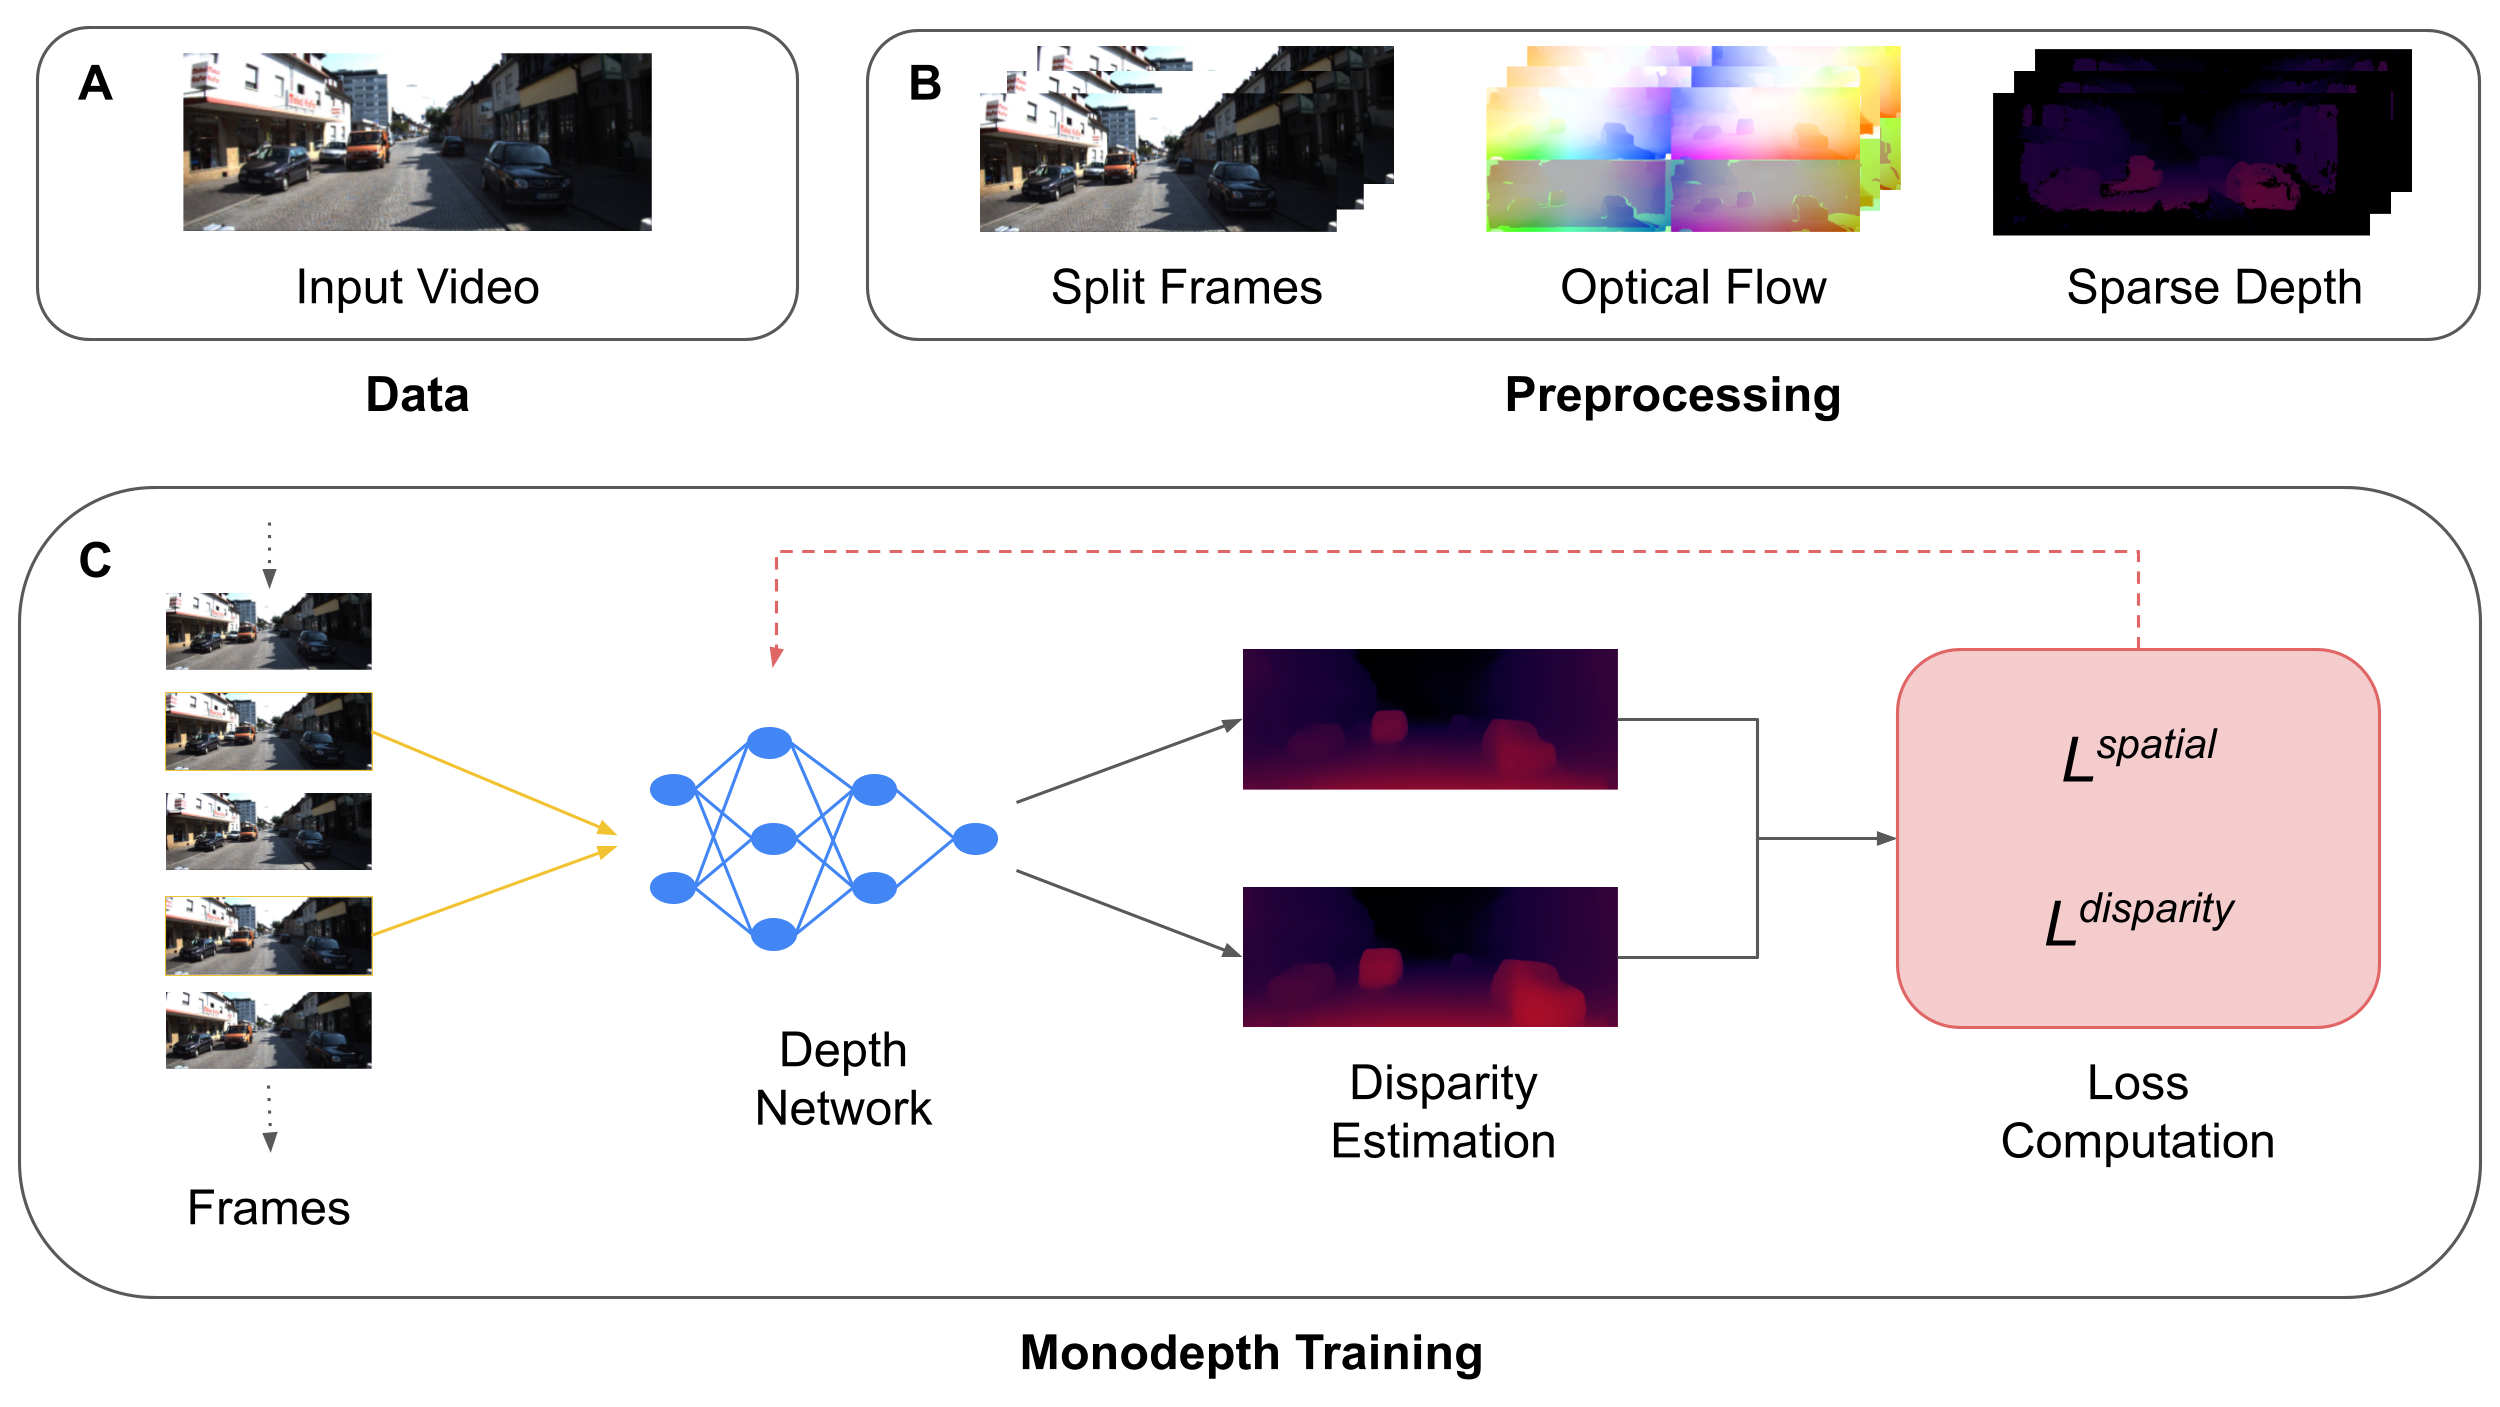 A
Input Video
Data
B
Split Frames
Optical Flow
Sparse Depth
Preprocessing
C
Frames
Depth
Network
Disparity
Estimation
L^spatial
L^disparity
Loss
Computation
Monodepth Training